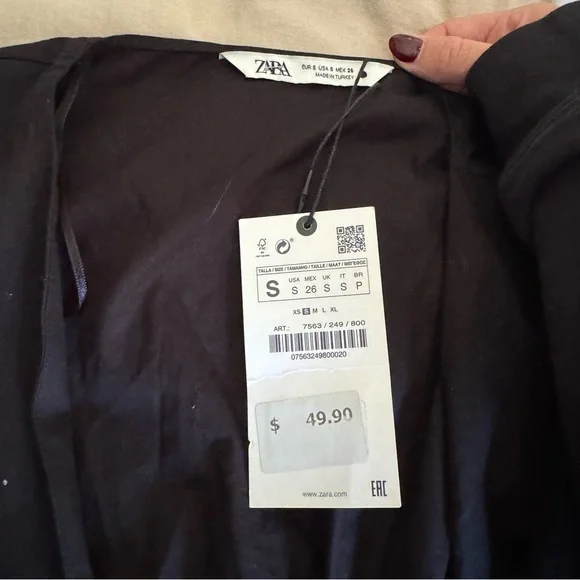 ZARA
EUR S USA S MEX 26
MADE IN TURKEY
FSC
TALLA / SIZE / TAMANHO / TAILLE / MAAT / ΜΕΓΕΘΟΣ
S
USA MEX UK IT BR
S 26 S S P
XS S M L XL
ART.: 7563 / 249 / 800
07563249800020
$ 49.90
www.zara.com
EAC